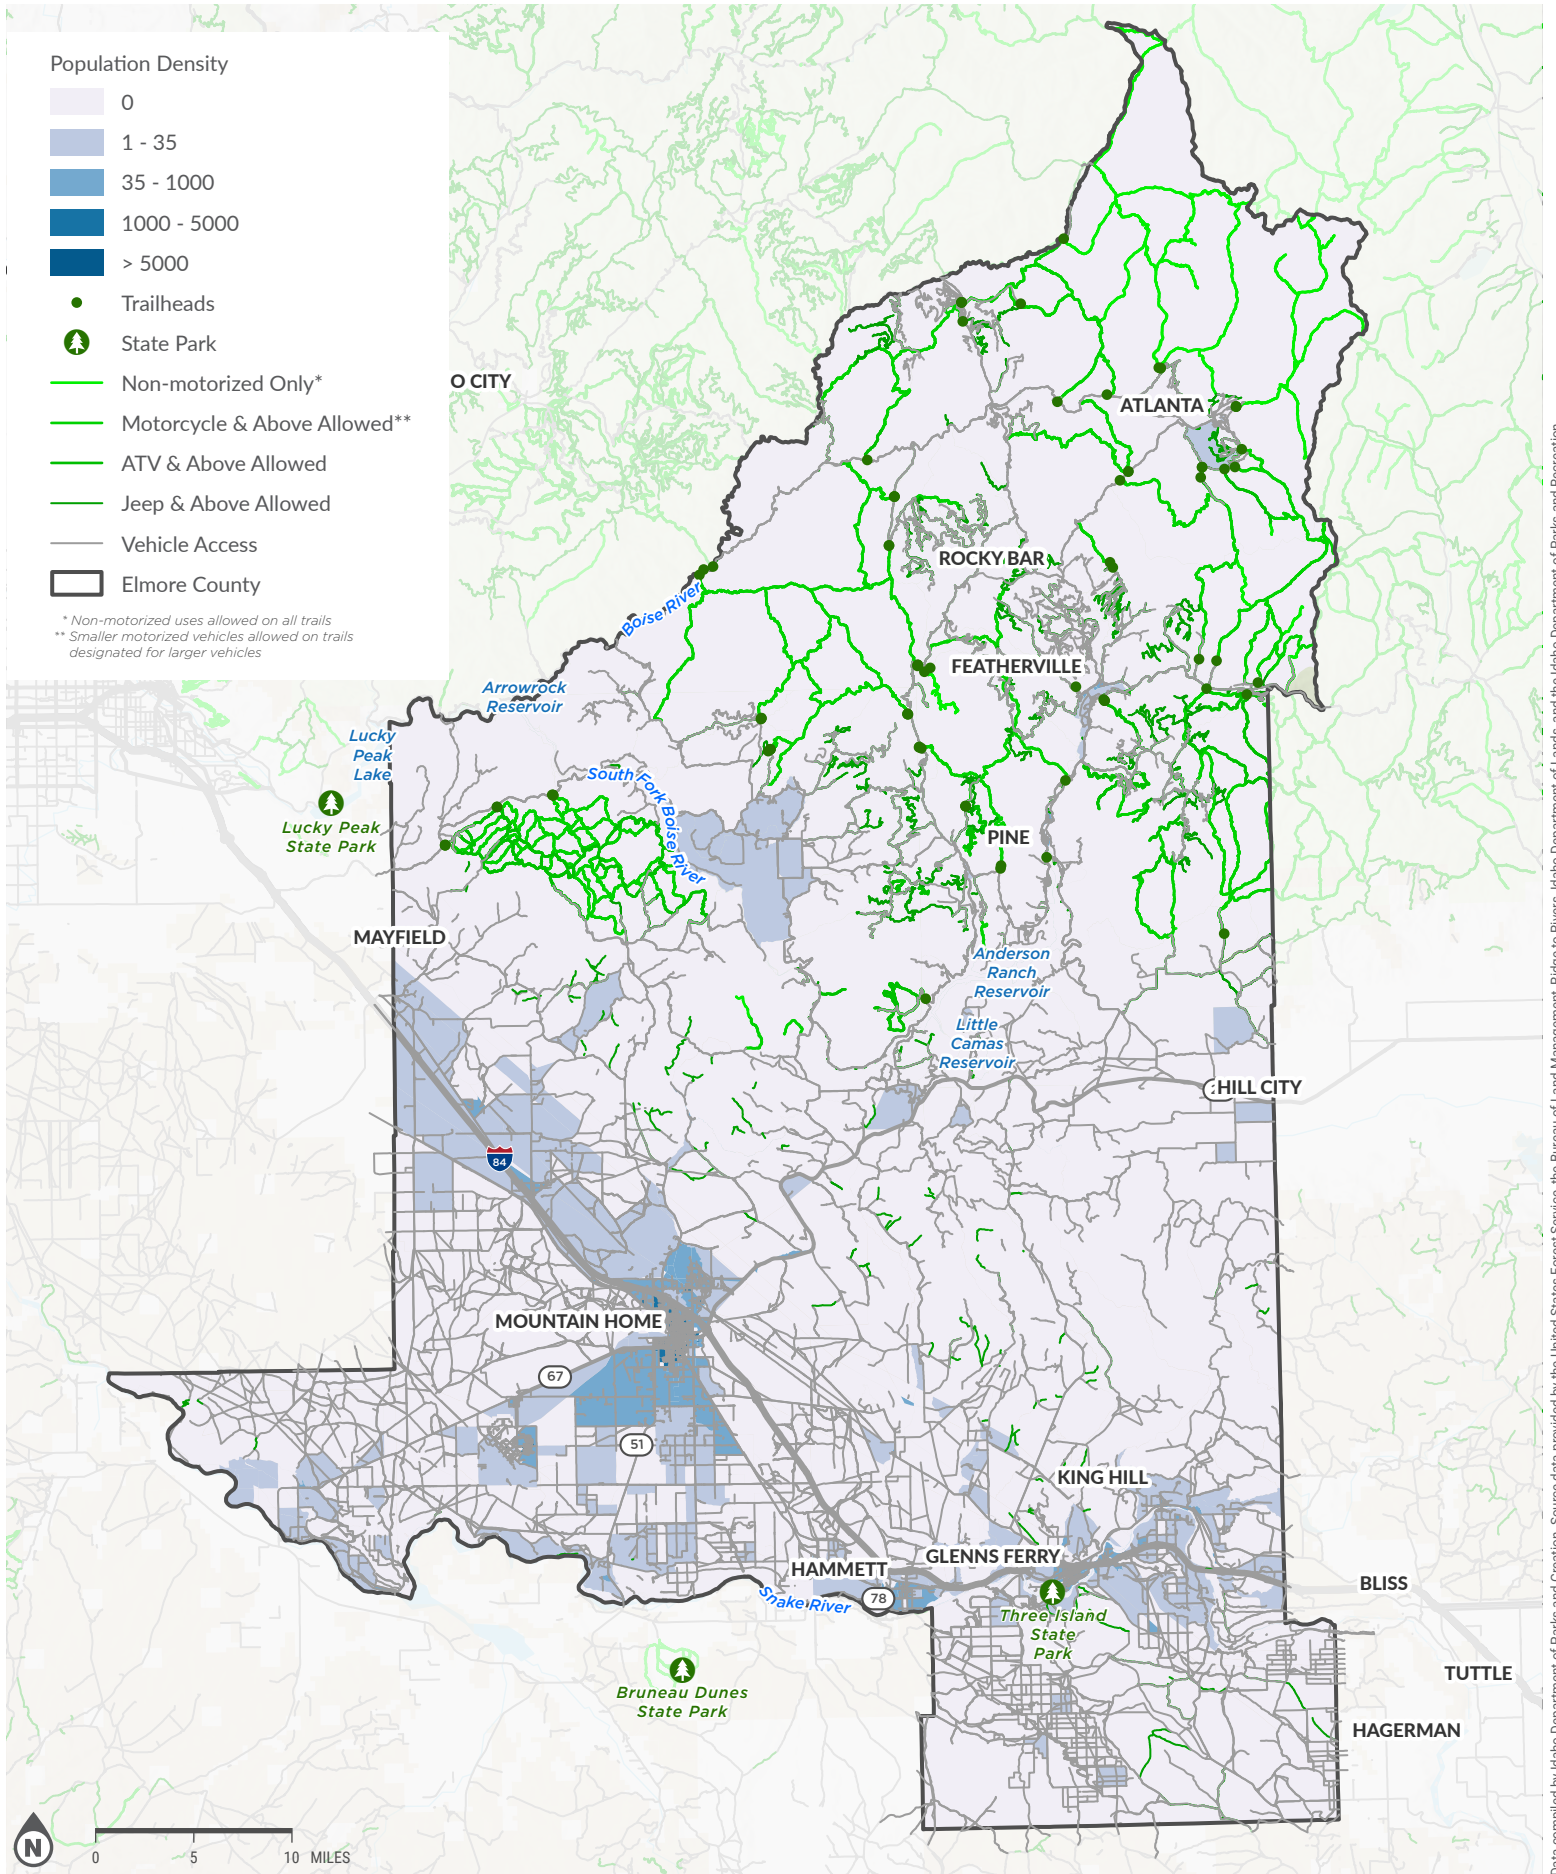 Population Density
0
1 - 35
35 - 1000
1000 - 5000
> 5000
Trailheads
State Park
Non-motorized Only*
Motorcycle & Above Allowed**
ATV & Above Allowed
Jeep & Above Allowed
Vehicle Access
Elmore County
* Non-motorized uses allowed on all trails
** Smaller motorized vehicles allowed on trails
designated for larger vehicles
O CITY
ATLANTA
ROCKY BAR
Boise River
FEATHERVILLE
Arrowrock
Reservoir
Lucky
Peak
Lake
South Fork Boise River
Lucky Peak
State Park
PINE
MAYFIELD
Anderson
Ranch
Reservoir
Little
Camas
Reservoir
HILL CITY
84
MOUNTAIN HOME
67
51
KING HILL
GLENNS FERRY
HAMMETT
BLISS
78
Snake River
Three Island
State
Park
TUTTLE
Bruneau Dunes
State Park
HAGERMAN
N
0 5 10 MILES